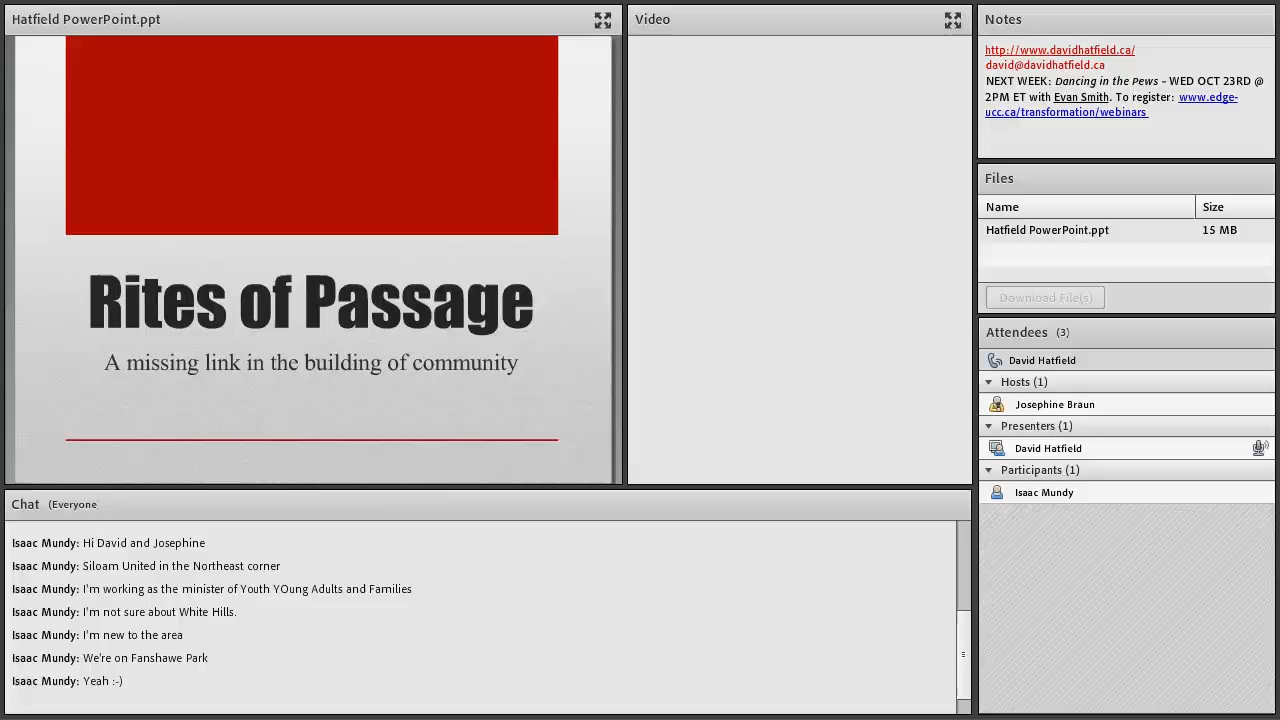 Hatfield PowerPoint.ppt
Rites of Passage
A missing link in the building of community
Video
Notes
http://www.davidhatfield.ca/
david@davidhatfield.ca
NEXT WEEK: Dancing in the Pews - WED OCT 23RD @
2PM ET with Evan Smith. To register: www.edge-
ucc.ca/transformation/webinars
Files
Name Size
Hatfield PowerPoint.ppt 15 MB
Download File(s)
Attendees (3)
David Hatfield
Hosts (1)
Josephine Braun
Presenters (1)
David Hatfield
Participants (1)
Isaac Mundy
Chat (Everyone
Isaac Mundy: Hi David and Josephine
Isaac Mundy: Siloam United in the Northeast corner
Isaac Mundy: I'm working as the minister of Youth YOung Adults and Families
Isaac Mundy: I'm not sure about White Hills.
Isaac Mundy: I'm new to the area
Isaac Mundy: We're on Fanshawe Park
Isaac Mundy: Yeah :-)